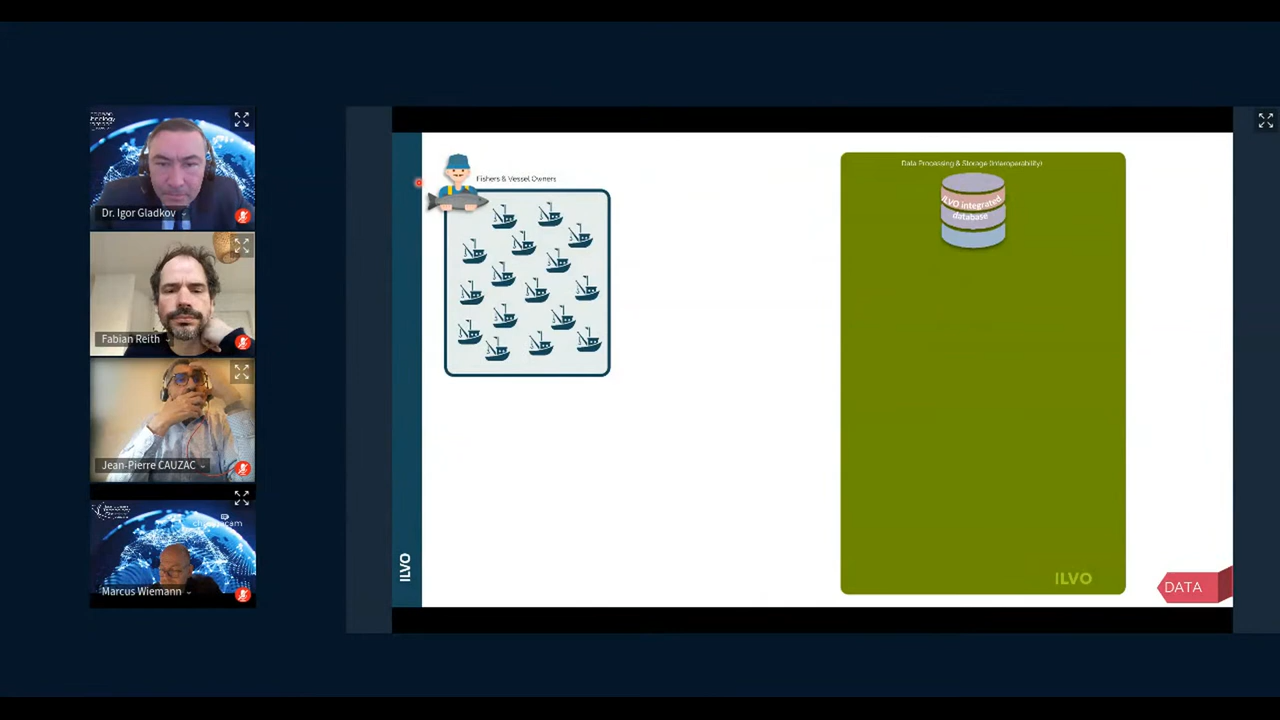 Dr. Igor Gladkov
Fabian Reith
Jean-Pierre CAUZAC
Marcus Wiemann
Fishers & Vessel Owners
ILVO
Data Processing & Storage (Interoperability)
ILVO integrated
database
ILVO
DATA